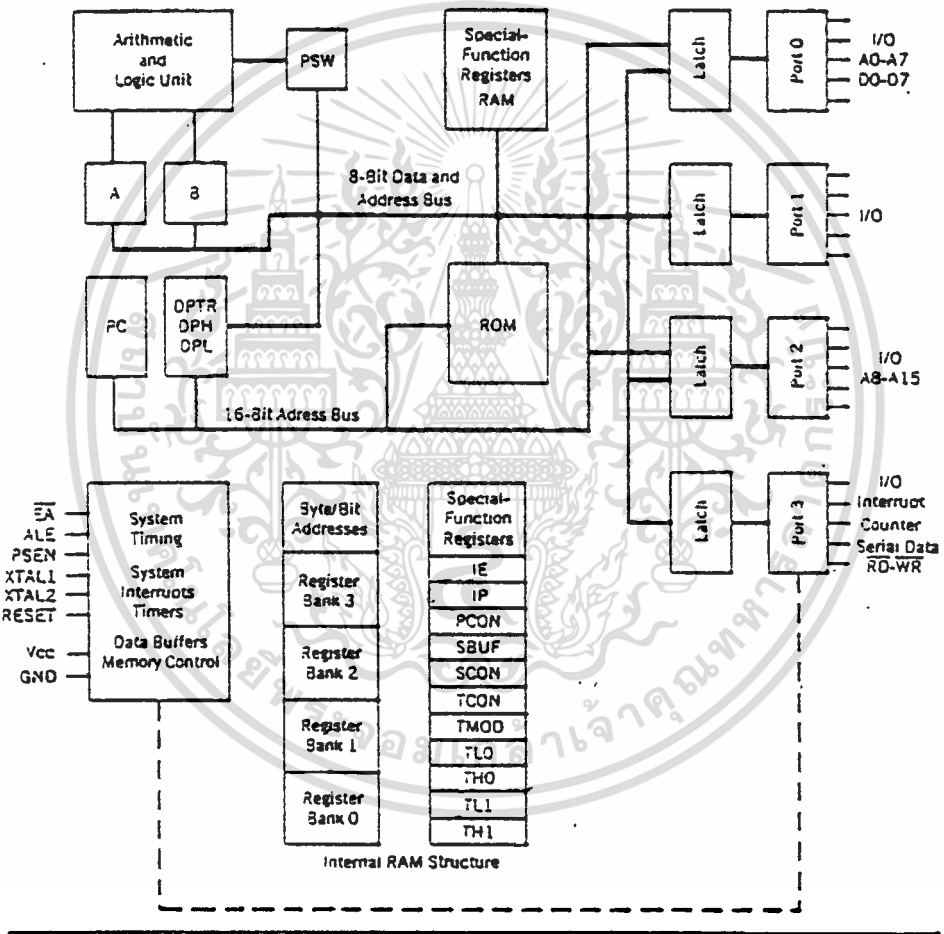 Arithmetic
and
Logic Unit
PSW
Special-
Function
Registers
RAM
Latch
Port 0
I/O
A0-A7
D0-D7
A
B
8-Bit Data and
Address Bus
Latch
Port 1
I/O
PC
DPTR
DPH
DPL
ROM
Latch
Port 2
I/O
A8-A15
16-Bit Adress Bus
EA
ALE
PSEN
XTAL1
XTAL2
RESET
Vcc
GND
System
Timing
System
Interrupts
Timers
Data Buffers
Memory Control
Byte/Bit
Addresses
Register
Bank 3
Register
Bank 2
Register
Bank 1
Register
Bank 0
Special-
Function
Registers
IE
IP
PCON
SBUF
SCON
TCON
TMOD
TL0
TH0
TL1
TH1
Internal RAM Structure
Latch
Port 3
I/O
Interrupt
Counter
Serial Data
RD-WR